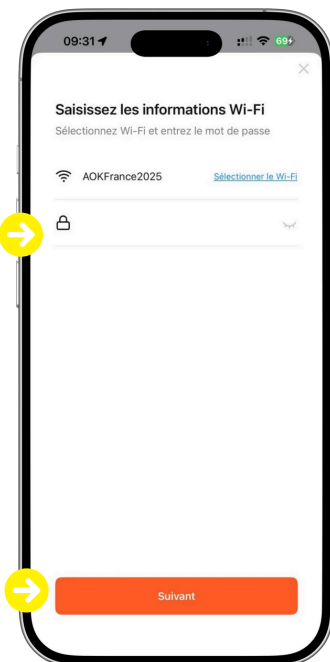 09:31
69
Saisissez les informations Wi-Fi
Sélectionnez Wi-Fi et entrez le mot de passe
AOKFrance2025 Sélectionner le Wi-Fi
Suivant